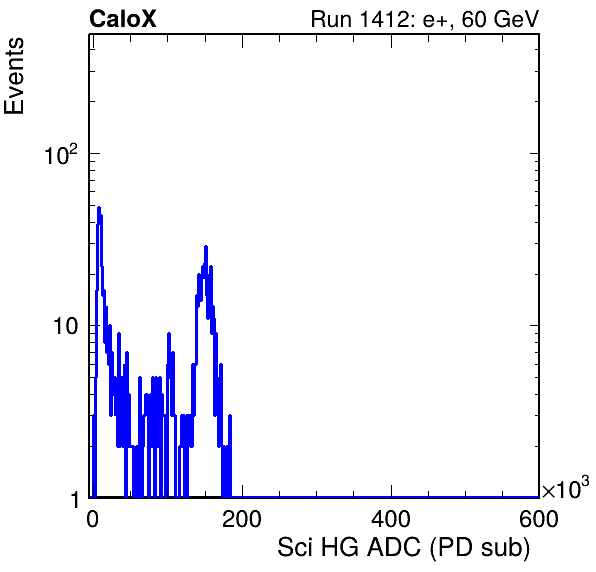 CaloX Run 1412: e+, 60 GeV
Events
10²
10
1
0 200 400 600
×10³
Sci HG ADC (PD sub)